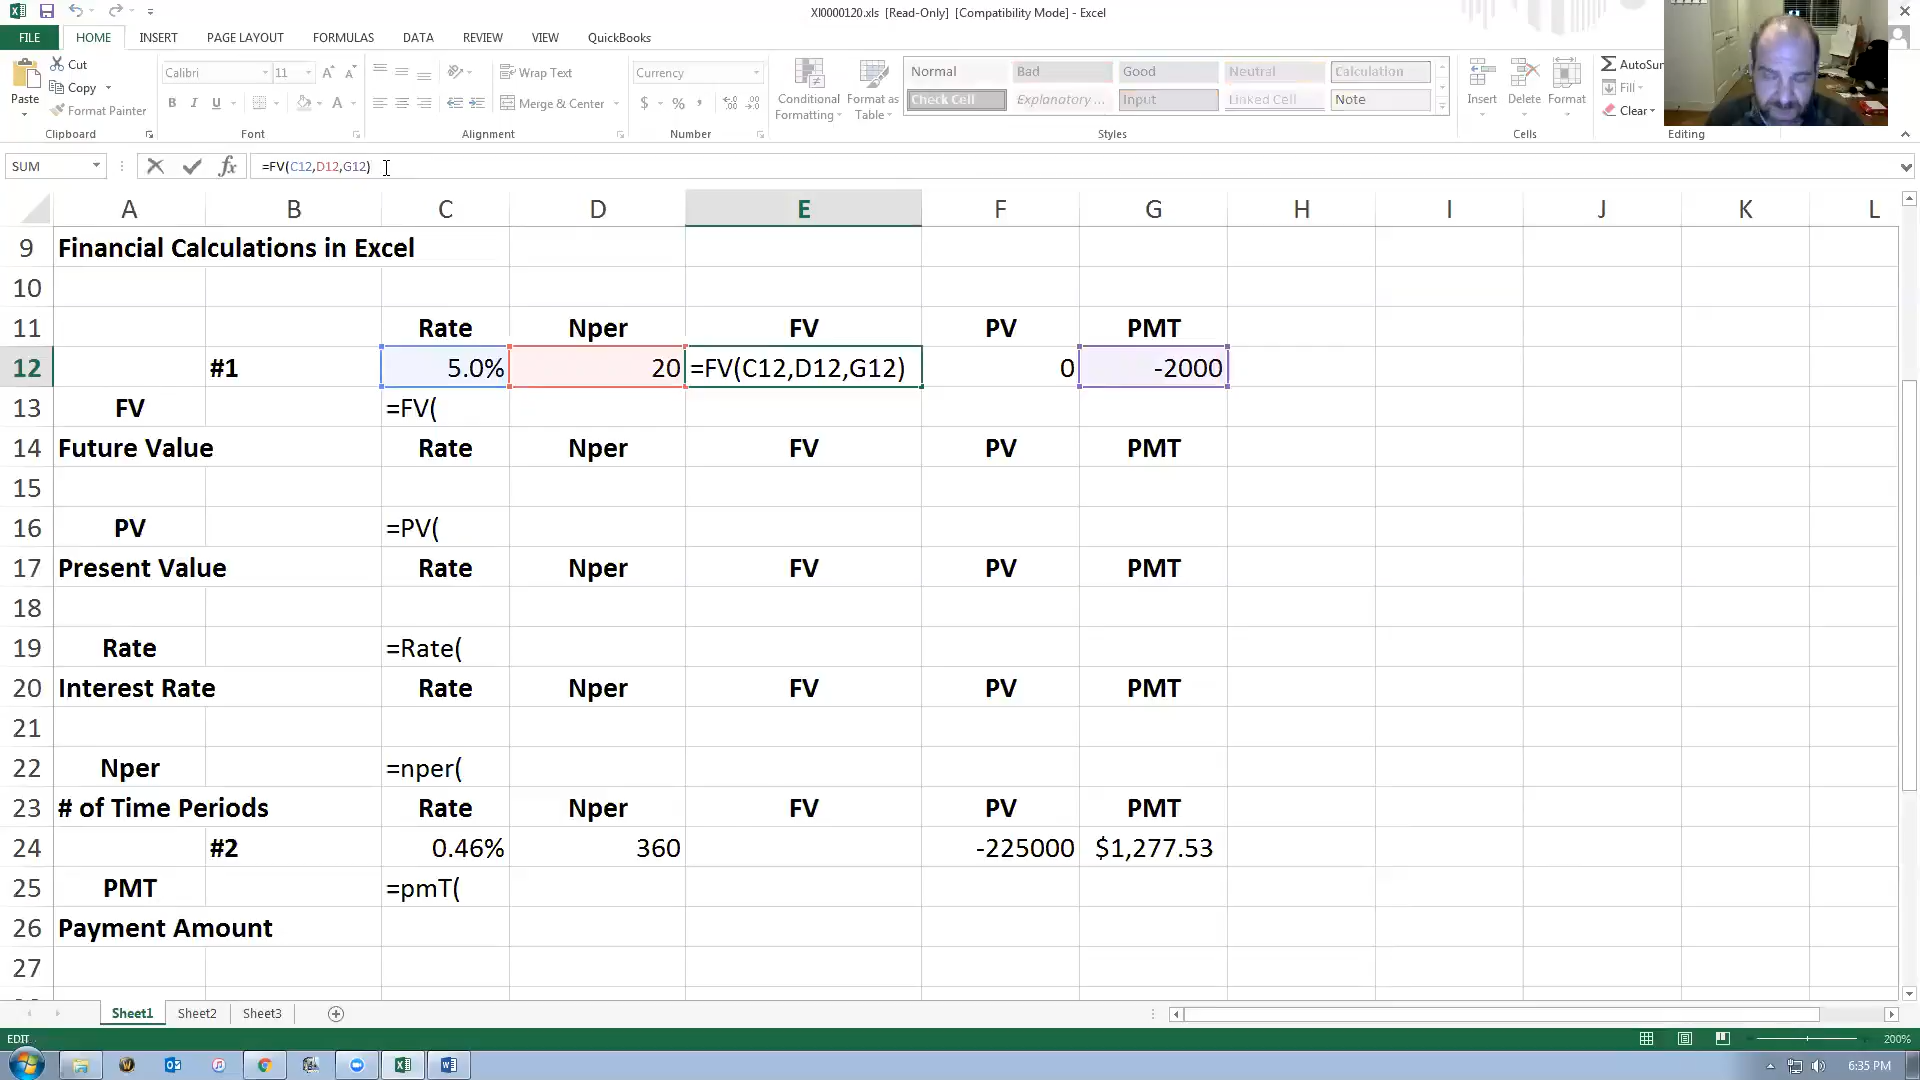 Xl0000120.xls [Read-Only] [Compatibility Mode] - Excel
FILE HOME INSERT PAGE LAYOUT FORMULAS DATA REVIEW VIEW QuickBooks
Paste
Cut
Copy
Format Painter
Clipboard
Calibri 11
B I U
Font
Wrap Text
Merge & Center
Alignment
Currency
$ %
Number
Conditional Formatting
Format as Table
Normal Bad Good Neutral Calculation
Check Cell Explanatory ... Input Linked Cell Note
Styles
Insert Delete Format
Cells
AutoSum
Fill
Clear
Editing
SUM =FV(C12,D12,G12)
A B C D E F G H I J K L
9 Financial Calculations in Excel
10
11 Rate Nper FV PV PMT
12 #1 5.0% 20 =FV(C12,D12,G12) 0 -2000
13 FV =FV(
14 Future Value Rate Nper FV PV PMT
15
16 PV =PV(
17 Present Value Rate Nper FV PV PMT
18
19 Rate =Rate(
20 Interest Rate Rate Nper FV PV PMT
21
22 Nper =nper(
23 # of Time Periods Rate Nper FV PV PMT
24 #2 0.46% 360 -225000 $1,277.53
25 PMT =pmT(
26 Payment Amount
27
Sheet1 Sheet2 Sheet3
EDIT 200%
6:35 PM